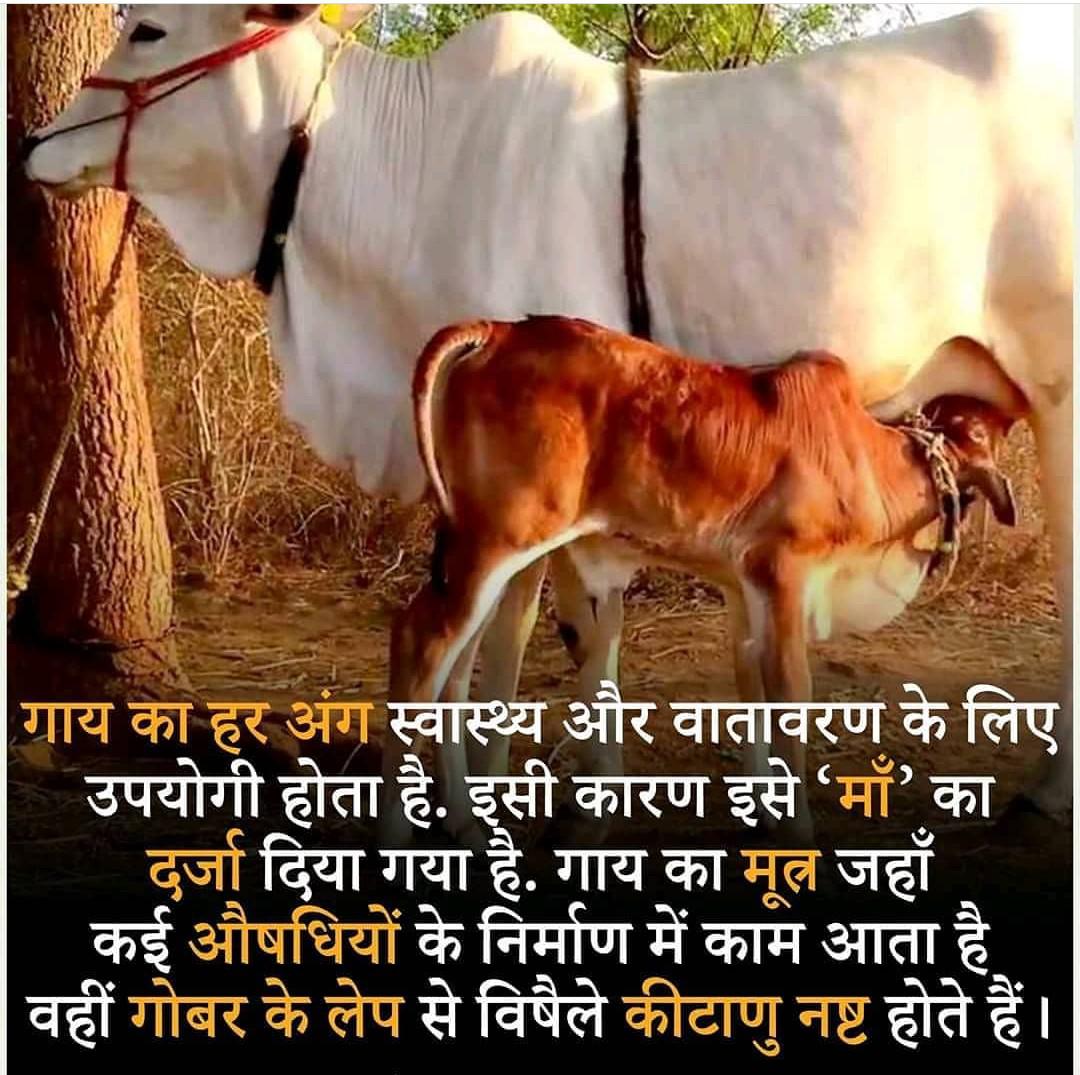 गाय का हर अंग स्वास्थ्य और वातावरण के लिए
उपयोगी होता है. इसी कारण इसे ‘माँ’ का
दर्जा दिया गया है. गाय का मूत्र जहाँ
कई औषधियों के निर्माण में काम आता है
वहीं गोबर के लेप से विषैले कीटाणु नष्ट होते हैं।